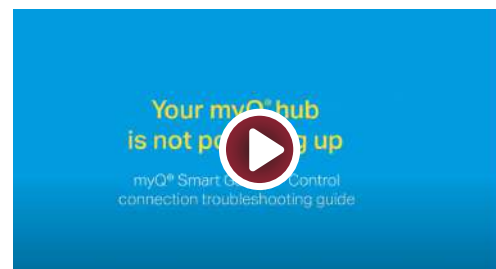 Your myQ® hub
is not up
myQ® Smart Control
connection troubleshooting guide